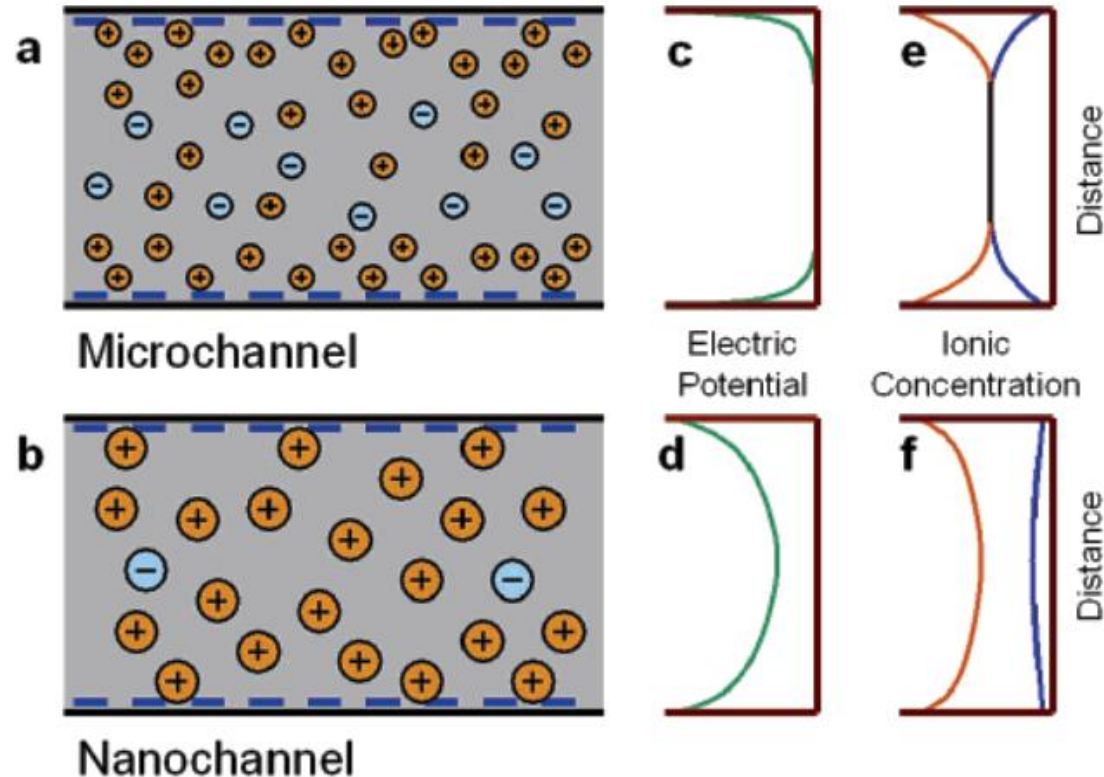 a
Microchannel
c
Electric
Potential
e
Ionic
Concentration
Distance
b
Nanochannel
d
f
Distance